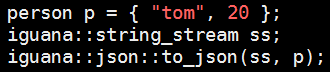 person p = { "tom", 20 };
iguana::string_stream ss;
iguana::json::to_json(ss, p);